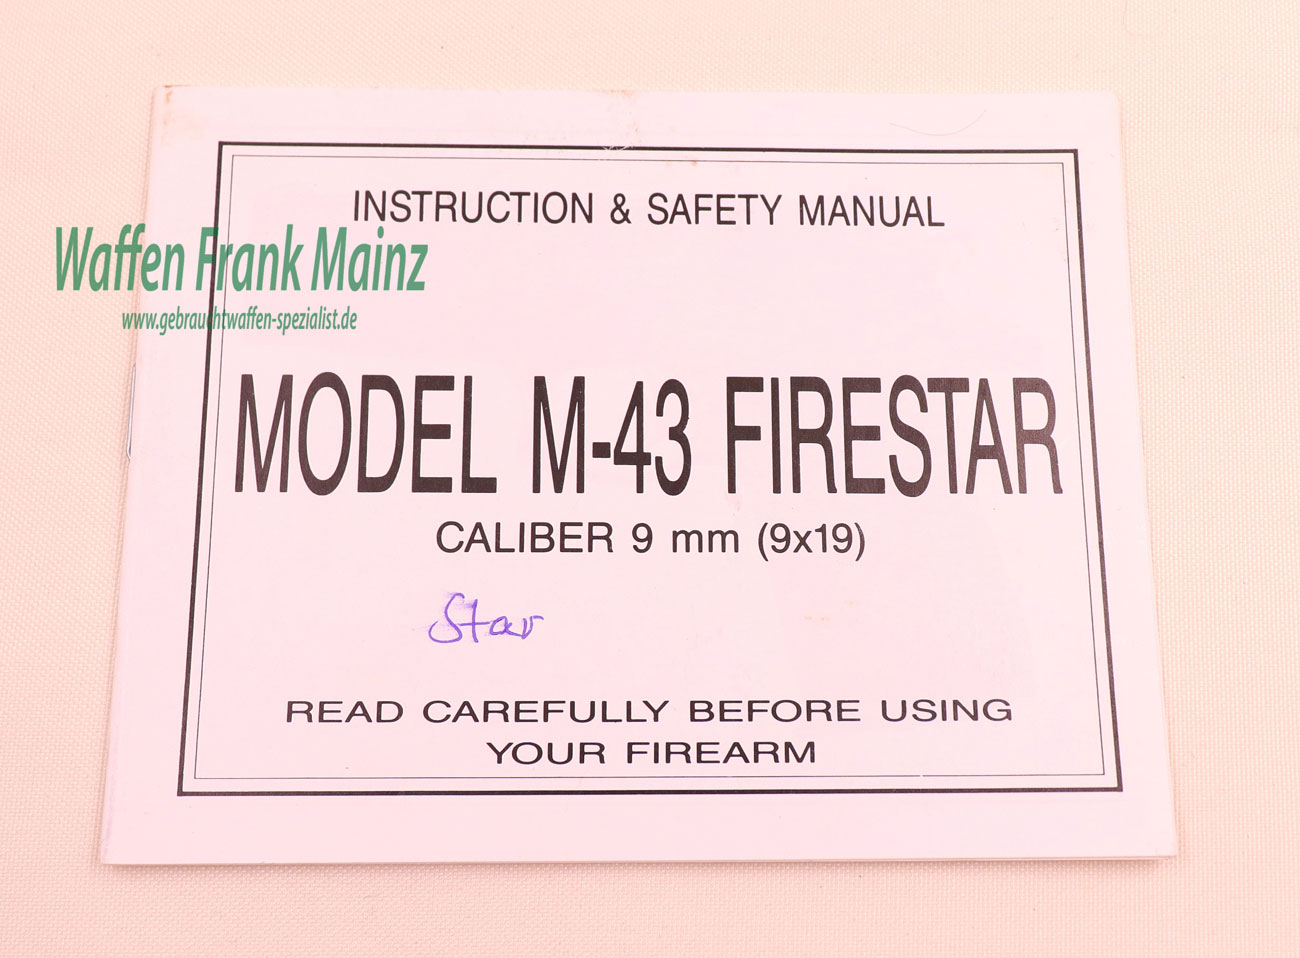 INSTRUCTION & SAFETY MANUAL
Waffen Frank Mainz
www.gebrauchtwaffen-spezialist.de
MODEL M-43 FIRESTAR
CALIBER 9 mm (9x19)
Star
READ CAREFULLY BEFORE USING
YOUR FIREARM